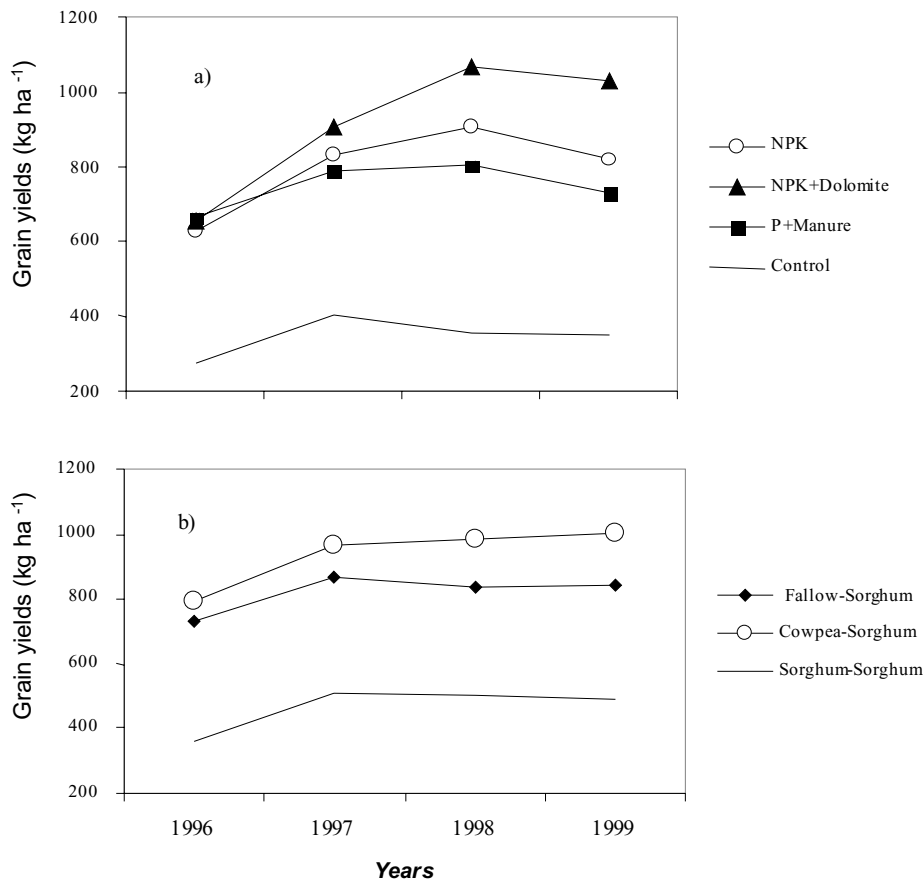 1200
1000
800
600
400
200
Grain yields (kg ha -1)
a)
NPK
NPK+Dolomite
P+Manure
Control
1200
1000
800
600
400
200
Grain yields (kg ha -1)
b)
Fallow-Sorghum
Cowpea-Sorghum
Sorghum-Sorghum
1996 1997 1998 1999
Years